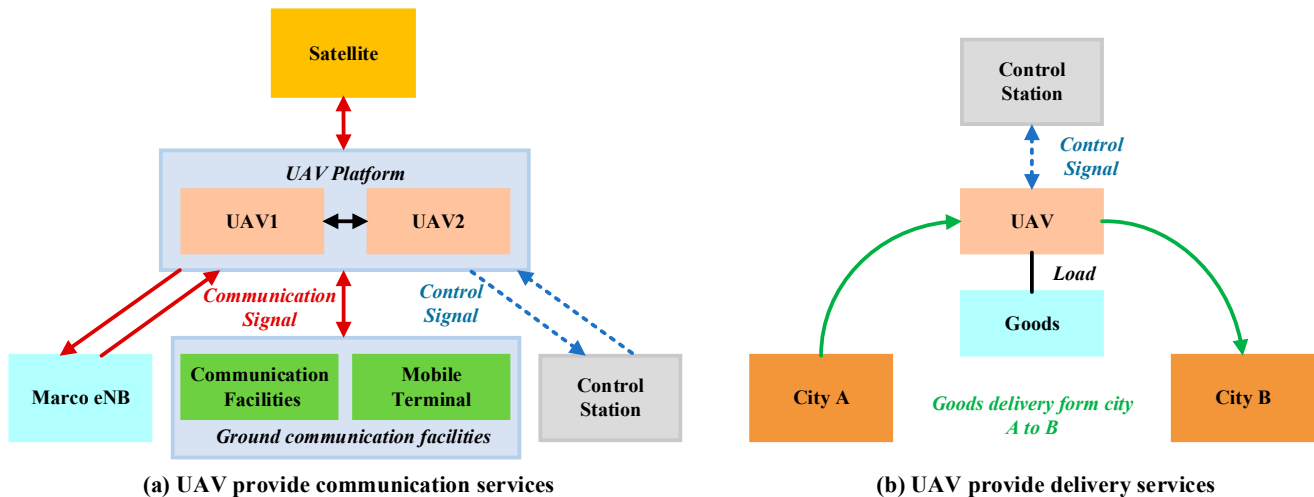 Satellite
UAV Platform
UAV1
UAV2
Communication
Signal
Control
Signal
Marco eNB
Communication
Facilities
Mobile
Terminal
Control
Station
Ground communication facilities
(a) UAV provide communication services
Control
Station
Control
Signal
UAV
Load
Goods
City A
City B
Goods delivery form city
A to B
(b) UAV provide delivery services